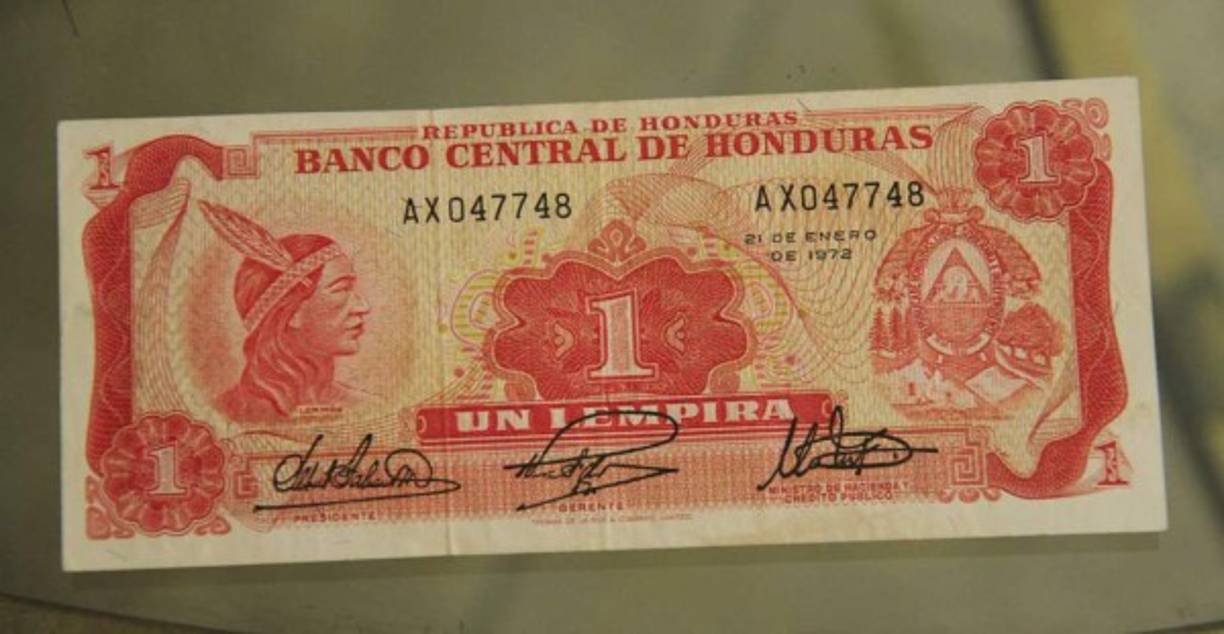 1
REPUBLICA DE HONDURAS
BANCO CENTRAL DE HONDURAS
1
AX047748
AX047748
21 DE ENERO
DE 1972
1
LEMPIRA
UN LEMPIRA
1
1
PRESIDENTE
GERENTE
MINISTRO DE HACIENDA Y
CREDITO PUBLICO